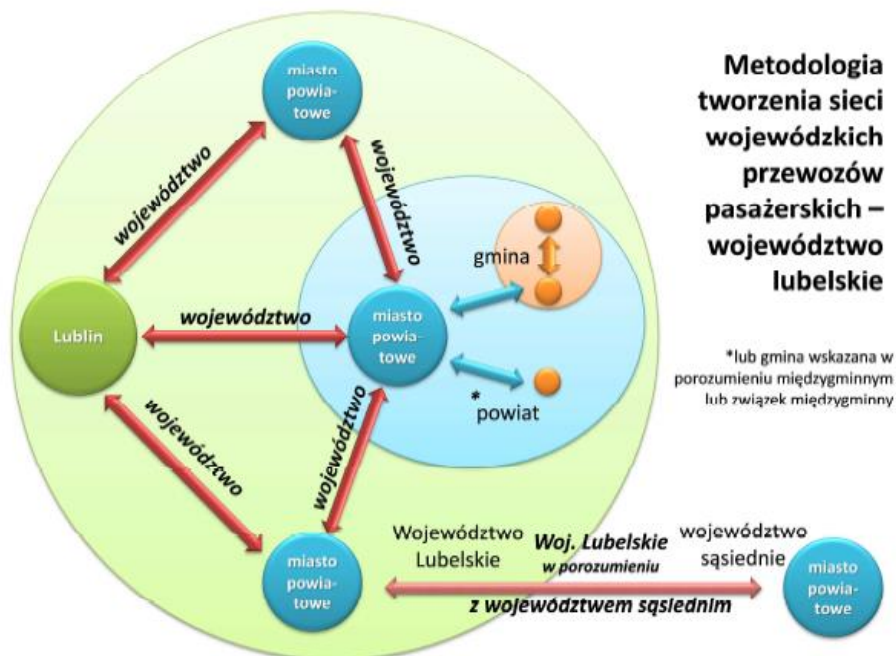 Metodologia
tworzenia sieci
wojewódzkich
przewozów
pasażerskich –
województwo
lubelskie
*lub gmina wskazana w
porozumieniu międzygminnym
lub związek międzygminny
miasto
powia-
towe
województwo
województwo
gmina
Lublin
województwo
miasto
powia-
towe
* powiat
województwo
województwo
miasto
powia-
towe
Województwo
Lubelskie
Woj. Lubelskie
w porozumieniu
z województwem sąsiednim
województwo
sąsiednie
miasto
powia-
towe